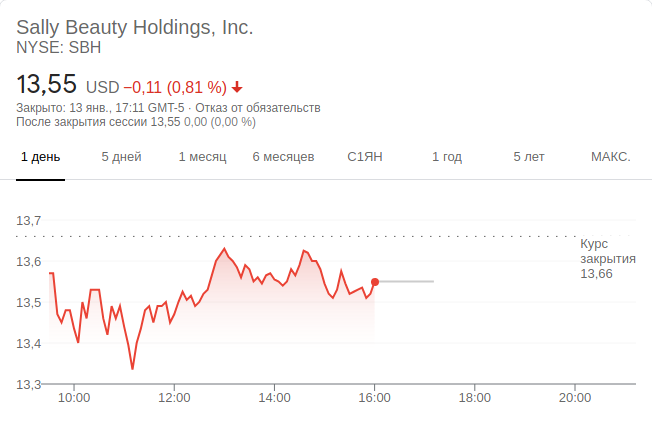 Sally Beauty Holdings, Inc.
NYSE: SBH
13,55 USD −0,11 (0,81 %)
Закрыто: 13 янв., 17:11 GMT-5 · Отказ от обязательств
После закрытия сессии 13,55 0,00 (0,00 %)
1 день 5 дней 1 месяц 6 месяцев С1ЯН 1 год 5 лет МАКС.
13,7
Курс
закрытия
13,66
13,6
13,5
13,4
13,3
10:00 12:00 14:00 16:00 18:00 20:00